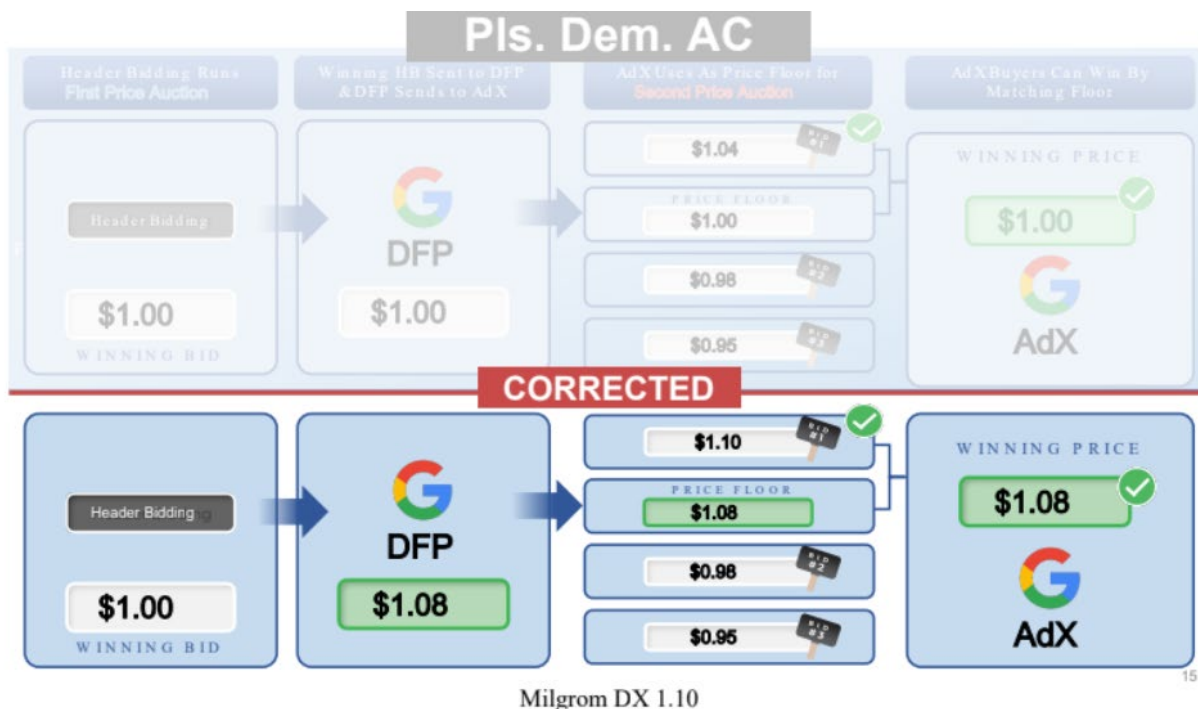 Pls. Dem. AC
Header Bidding Runs
First Price Auction
Winning HB Sent to DFP
& DFP Sends to AdX
AdX Uses As Price Floor for
Second Price Auction
AdX Buyers Can Win By
Matching Floor
Header Bidding
$1.00
WINNING BID
DFP
$1.00
$1.04
BID
#1
PRICE FLOOR
$1.00
$0.98
BID
#2
$0.95
BID
#3
WINNING PRICE
$1.00
AdX
CORRECTED
Header Bidding
$1.00
WINNING BID
DFP
$1.08
$1.10
BID
#1
PRICE FLOOR
$1.08
$0.98
BID
#2
$0.95
BID
#3
WINNING PRICE
$1.08
AdX
15
Milgrom DX 1.10